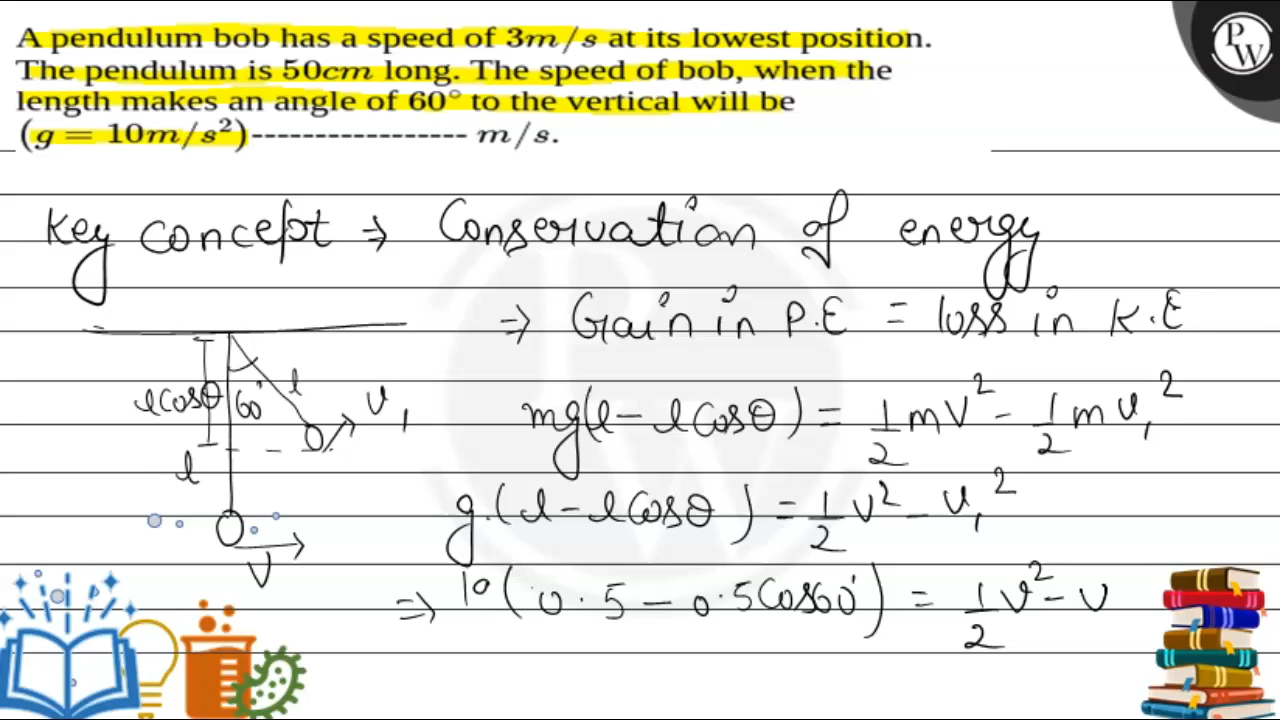 A pendulum bob has a speed of 3m/s at its lowest position.
The pendulum is 50cm long. The speed of bob, when the
length makes an angle of 60° to the vertical will be
(g = 10m/s²)----------------- m/s.
PW
Key concept → Conservation of energy
⇒ Gain in P.E = loss in K.E
lcosθ 60° l v₁
mg(l - lcosθ) = 1/2 mv² - 1/2 mv₁²
l
g.(l - lcosθ) = 1/2 v² - v₁²
V
⇒ 10(0.5 - 0.5cos60°) = 1/2 v² - v